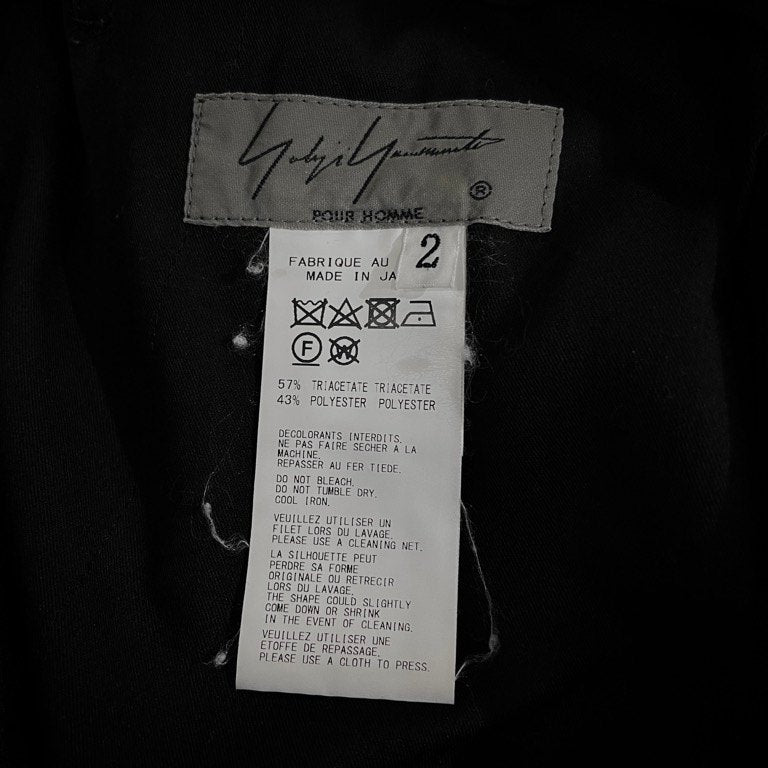 Yohji Yamamoto
®
POUR HOMME
2
FABRIQUE AU
MADE IN JA
F
W
57% TRIACETATE TRIACETATE
43% POLYESTER POLYESTER
DECOLORANTS INTERDITS.
NE PAS FAIRE SECHER A LA
MACHINE.
REPASSER AU FER TIEDE.
DO NOT BLEACH.
DO NOT TUMBLE DRY.
COOL IRON.
VEUILLEZ UTILISER UN
FILET LORS DU LAVAGE.
PLEASE USE A CLEANING NET.
LA SILHOUETTE PEUT
PERDRE SA FORME
ORIGINALE OU RETRECIR
LORS DU LAVAGE.
THE SHAPE COULD SLIGHTLY
COME DOWN OR SHRINK
IN THE EVENT OF CLEANING.
VEUILLEZ UTILISER UNE
ETOFFE DE REPASSAGE.
PLEASE USE A CLOTH TO PRESS.